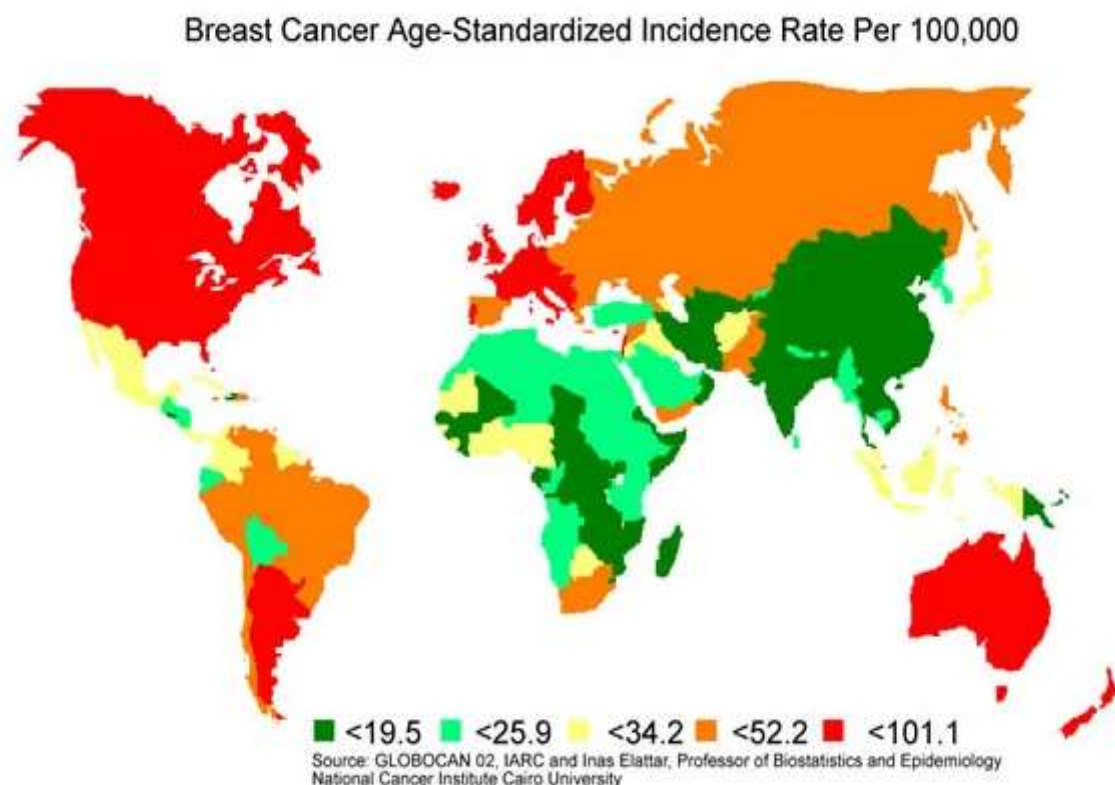 Breast Cancer Age-Standardized Incidence Rate Per 100,000
<19.5 <25.9 <34.2 <52.2 <101.1
Source: GLOBOCAN 02, IARC and Inas Elattar, Professor of Biostatistics and Epidemiology
National Cancer Institute Cairo University